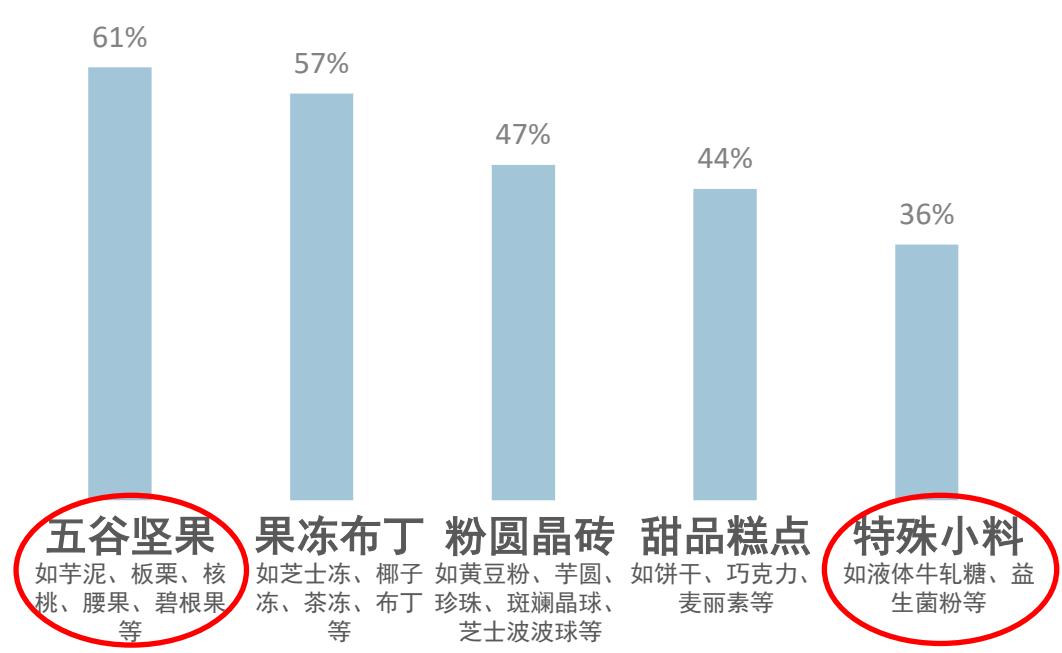 61%
57%
47%
44%
36%
五谷坚果
如芋泥、板栗、核
桃、腰果、碧根果
等
果冻布丁
如芝士冻、椰子
冻、茶冻、布丁
等
粉圆晶砖
如黄豆粉、芋圆、
珍珠、斑斓晶球、
芝士波波球等
甜品糕点
如饼干、巧克力、
麦丽素等
特殊小料
如液体牛轧糖、益
生菌粉等